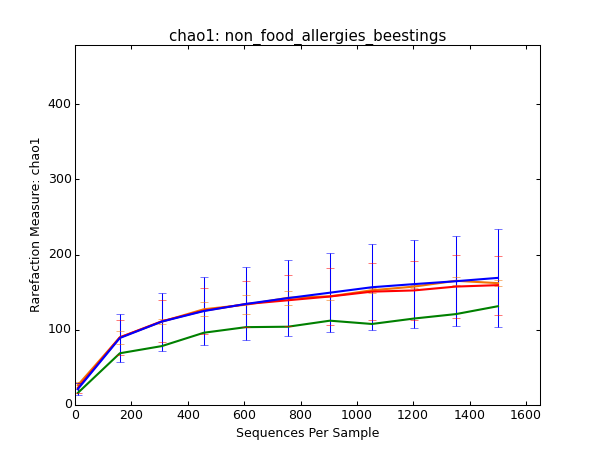 chao1: non_food_allergies_beestings
Rarefaction Measure: chao1
400
300
200
100
0
0 200 400 600 800 1000 1200 1400 1600
Sequences Per Sample